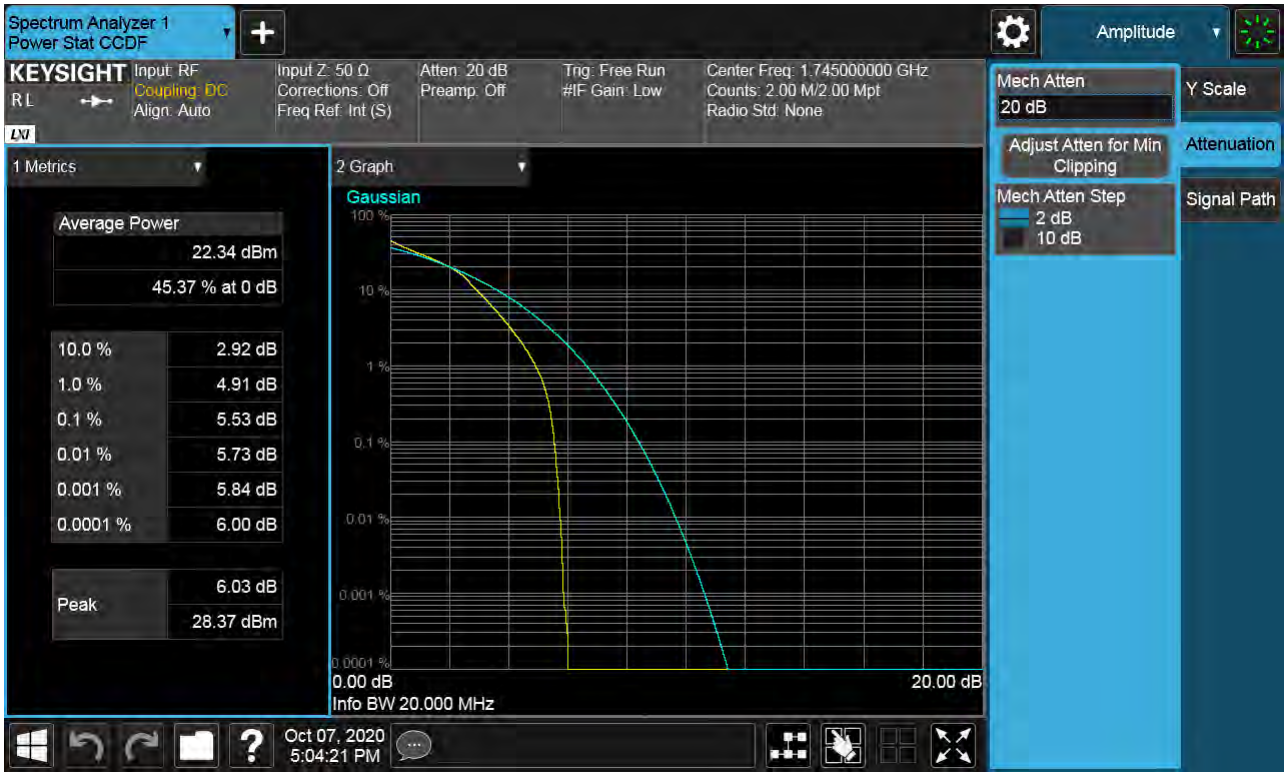 Spectrum Analyzer 1
Power Stat CCDF
Amplitude
KEYSIGHT
RL
LXI
Input: RF
Coupling: DC
Align: Auto
Input Z: 50 Ω
Corrections: Off
Freq Ref: Int (S)
Atten: 20 dB
Preamp: Off
Trig: Free Run
#IF Gain: Low
Center Freq: 1.745000000 GHz
Counts: 2.00 M/2.00 Mpt
Radio Std: None
1 Metrics
Average Power
22.34 dBm
45.37 % at 0 dB
10.0 % 2.92 dB
1.0 % 4.91 dB
0.1 % 5.53 dB
0.01 % 5.73 dB
0.001 % 5.84 dB
0.0001 % 6.00 dB
Peak
6.03 dB
28.37 dBm
2 Graph
Gaussian
100 %
10 %
1 %
0.1 %
0.01 %
0.001 %
0.0001 %
0.00 dB 20.00 dB
Info BW 20.000 MHz
Mech Atten
20 dB
Adjust Atten for Min
Clipping
Mech Atten Step
2 dB
10 dB
Y Scale
Attenuation
Signal Path
?
Oct 07, 2020
5:04:21 PM